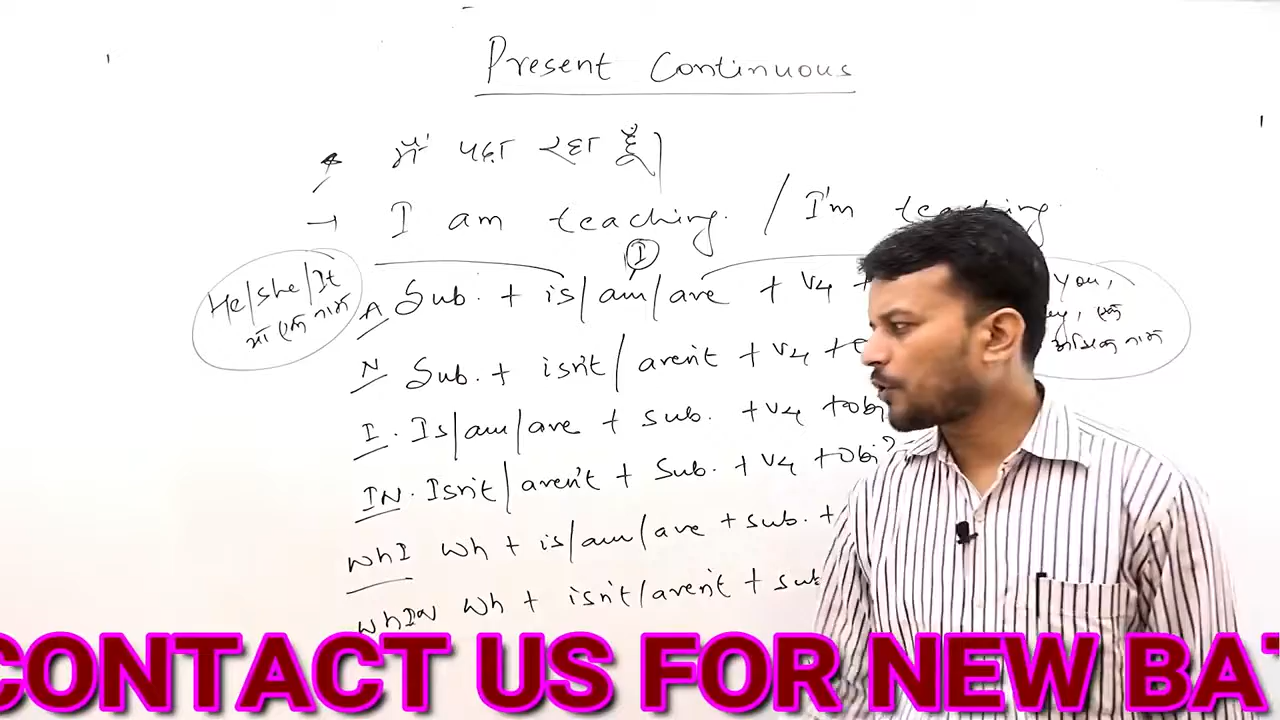 Present Continuous
मैं पढ़ा रहा हूँ।
→ I am teaching. / I'm teaching.
I
He/she/It
A Sub. + is/am/are + V4 +
you,
N Sub. + isn't/aren't + V4 +
I. Is/am/are + sub. + V4 + obj
IN. Isn't/aren't + Sub. + V4 + Obj?
WhI Wh + is/am/are + sub. +
WhIN Wh + isn't/aren't + sub
CONTACT US FOR NEW BAT